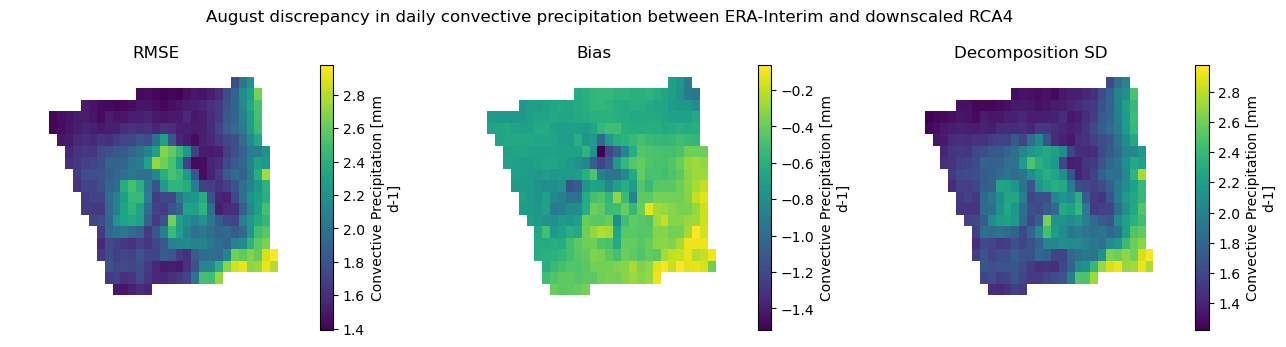 August discrepancy in daily convective precipitation between ERA-Interim and downscaled RCA4
RMSE
2.8
2.6
2.4
2.2
2.0
1.8
1.6
1.4
Convective Precipitation [mm
d-1]
Bias
−0.2
−0.4
−0.6
−0.8
−1.0
−1.2
−1.4
Convective Precipitation [mm
d-1]
Decomposition SD
2.8
2.6
2.4
2.2
2.0
1.8
1.6
1.4
Convective Precipitation [mm
d-1]